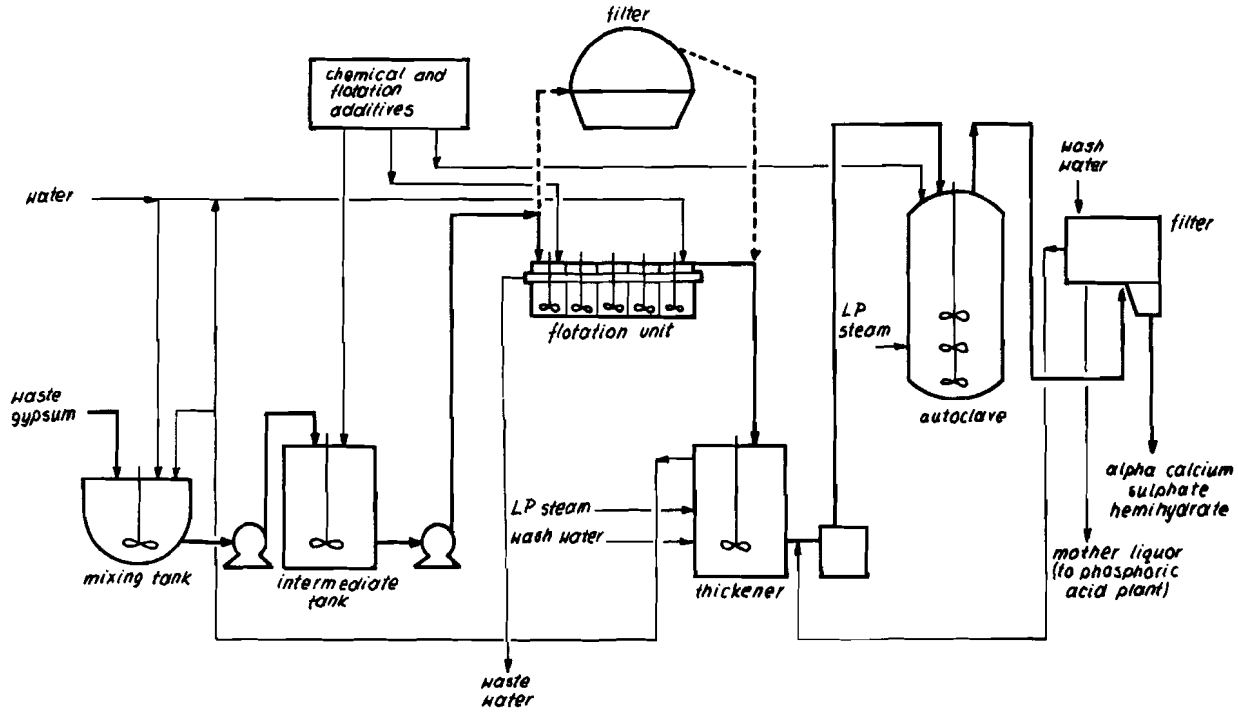 filter
chemical and
flotation
additives
wash
water
water
filter
flotation unit
LP
steam
waste
gypsum
autoclave
alpha calcium
sulphate
hemihydrate
LP steam
wash water
mixing tank
intermediate
tank
thickener
mother liquor
(to phosphoric
acid plant)
waste
water